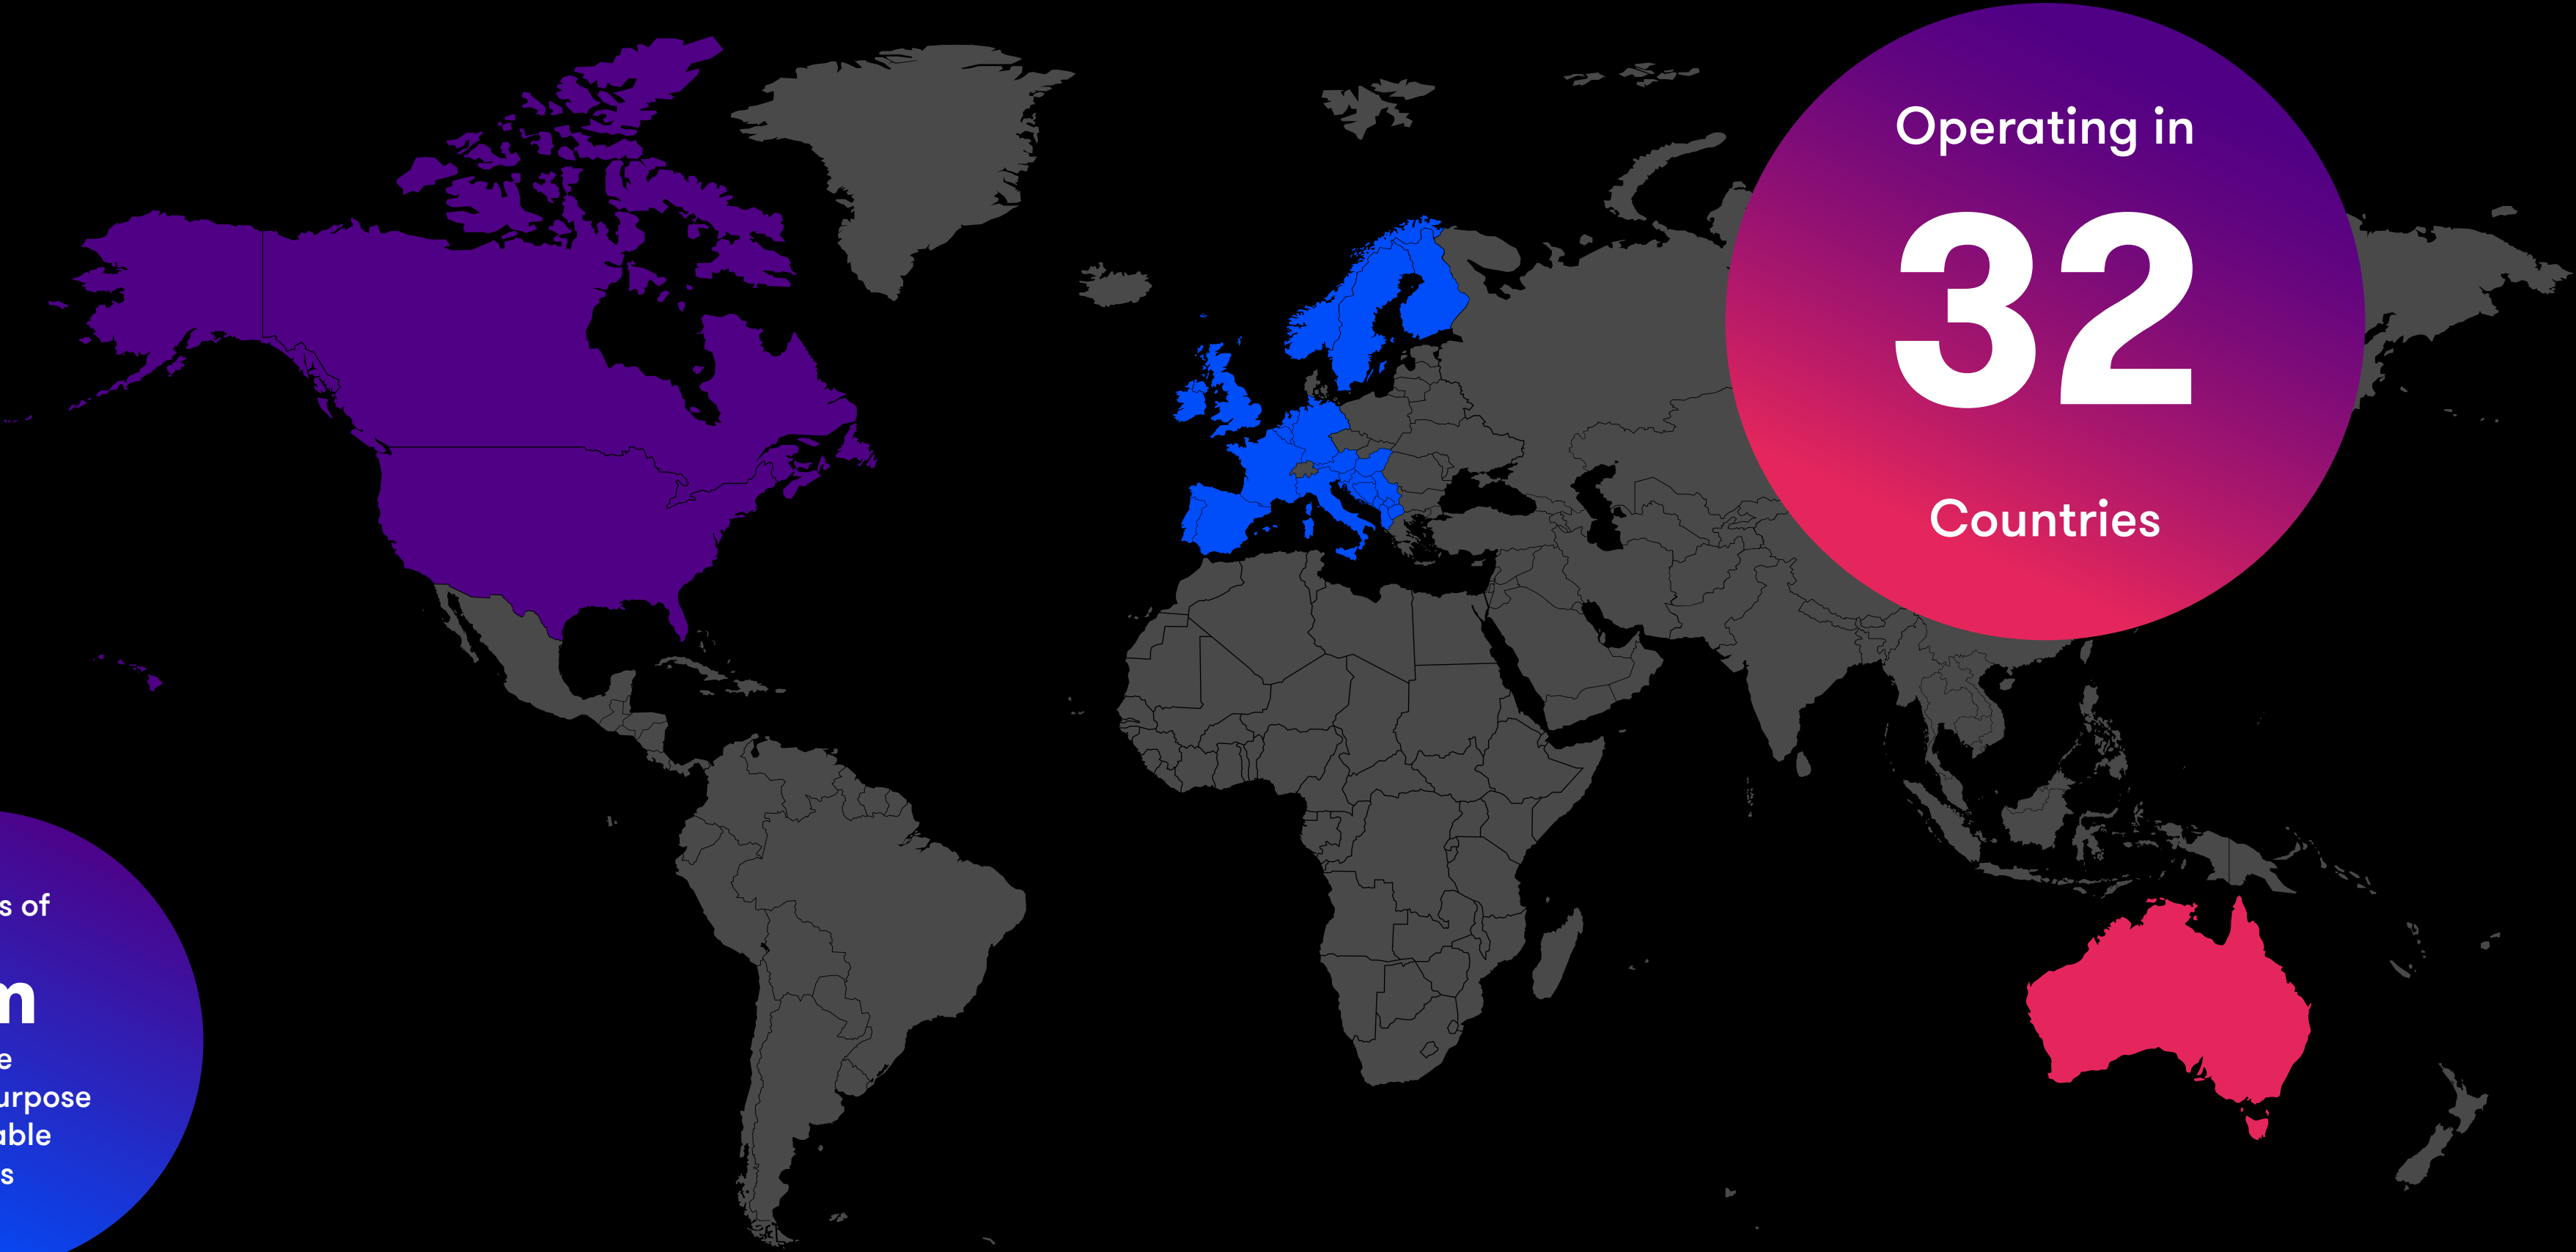 Operating in
32
Countries
s of
m
e
urpose
able
s